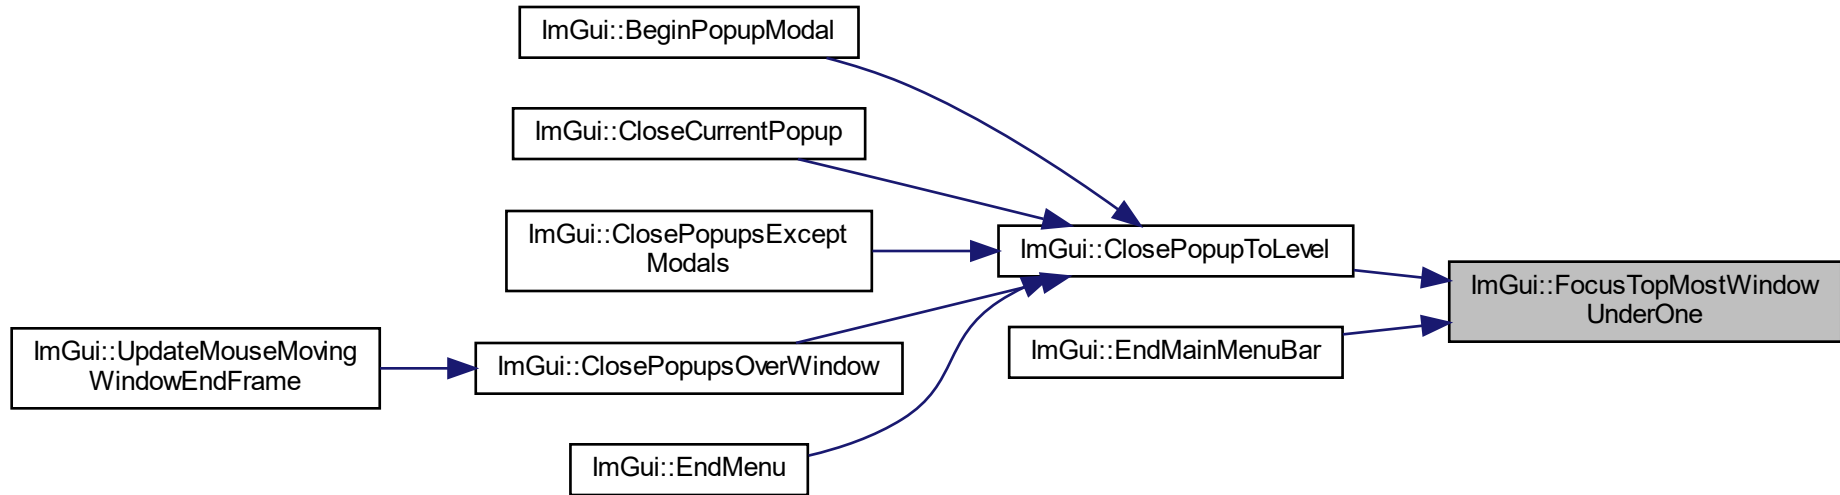 ImGui::BeginPopupModal
ImGui::CloseCurrentPopup
ImGui::ClosePopupsExcept
Modals
ImGui::ClosePopupToLevel
ImGui::FocusTopMostWindow
UnderOne
ImGui::EndMainMenuBar
ImGui::UpdateMouseMoving
WindowEndFrame
ImGui::ClosePopupsOverWindow
ImGui::EndMenu